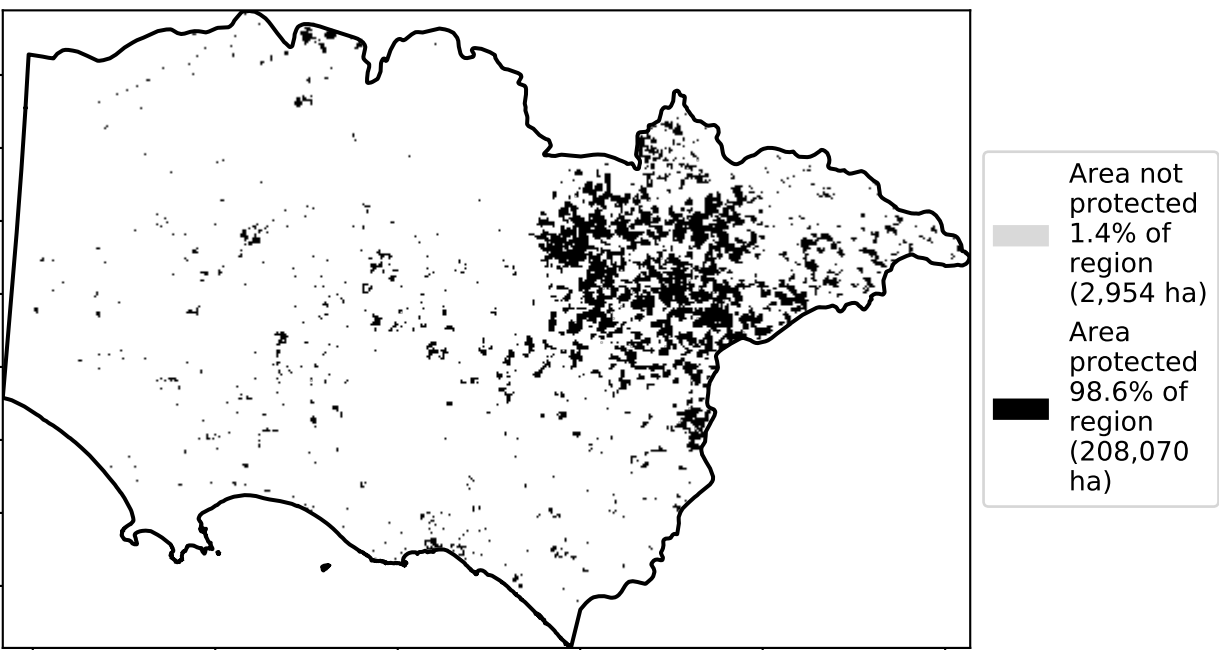 Area not
protected
1.4% of
region
(2,954 ha)
Area
protected
98.6% of
region
(208,070
ha)